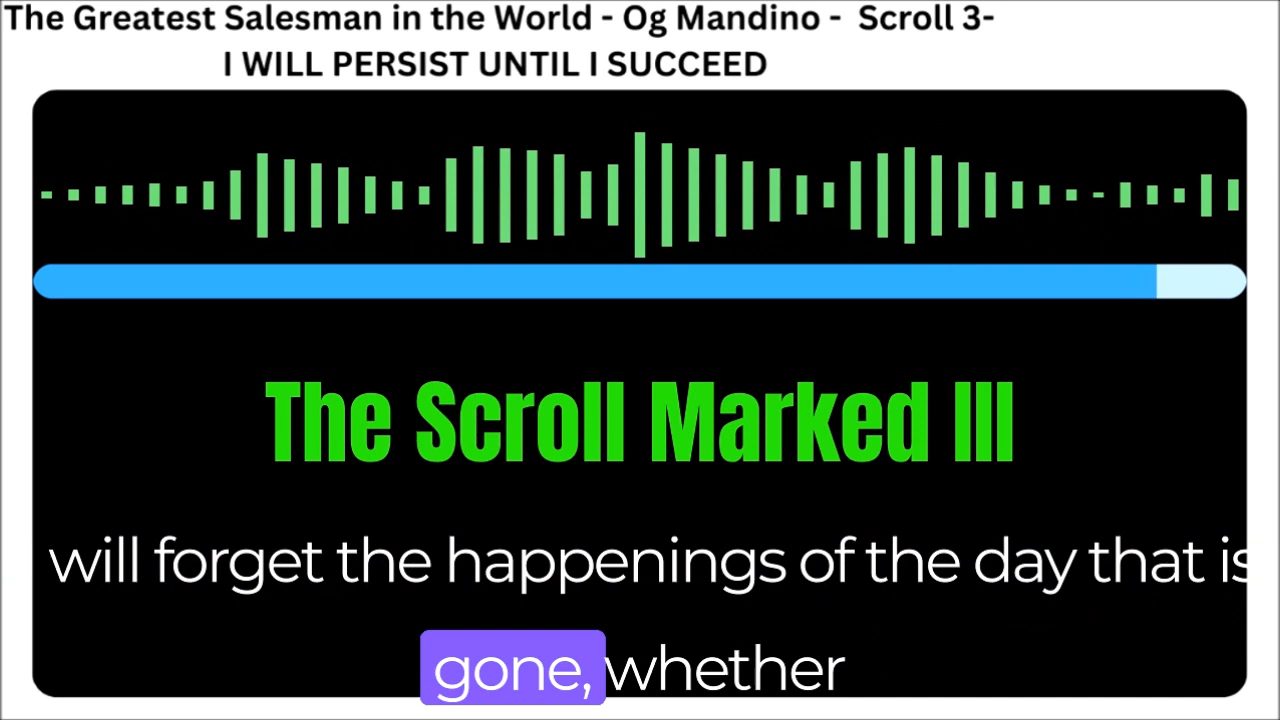 The Greatest Salesman in the World - Og Mandino - Scroll 3-
I WILL PERSIST UNTIL I SUCCEED
The Scroll Marked III
will forget the happenings of the day that is
gone, whether